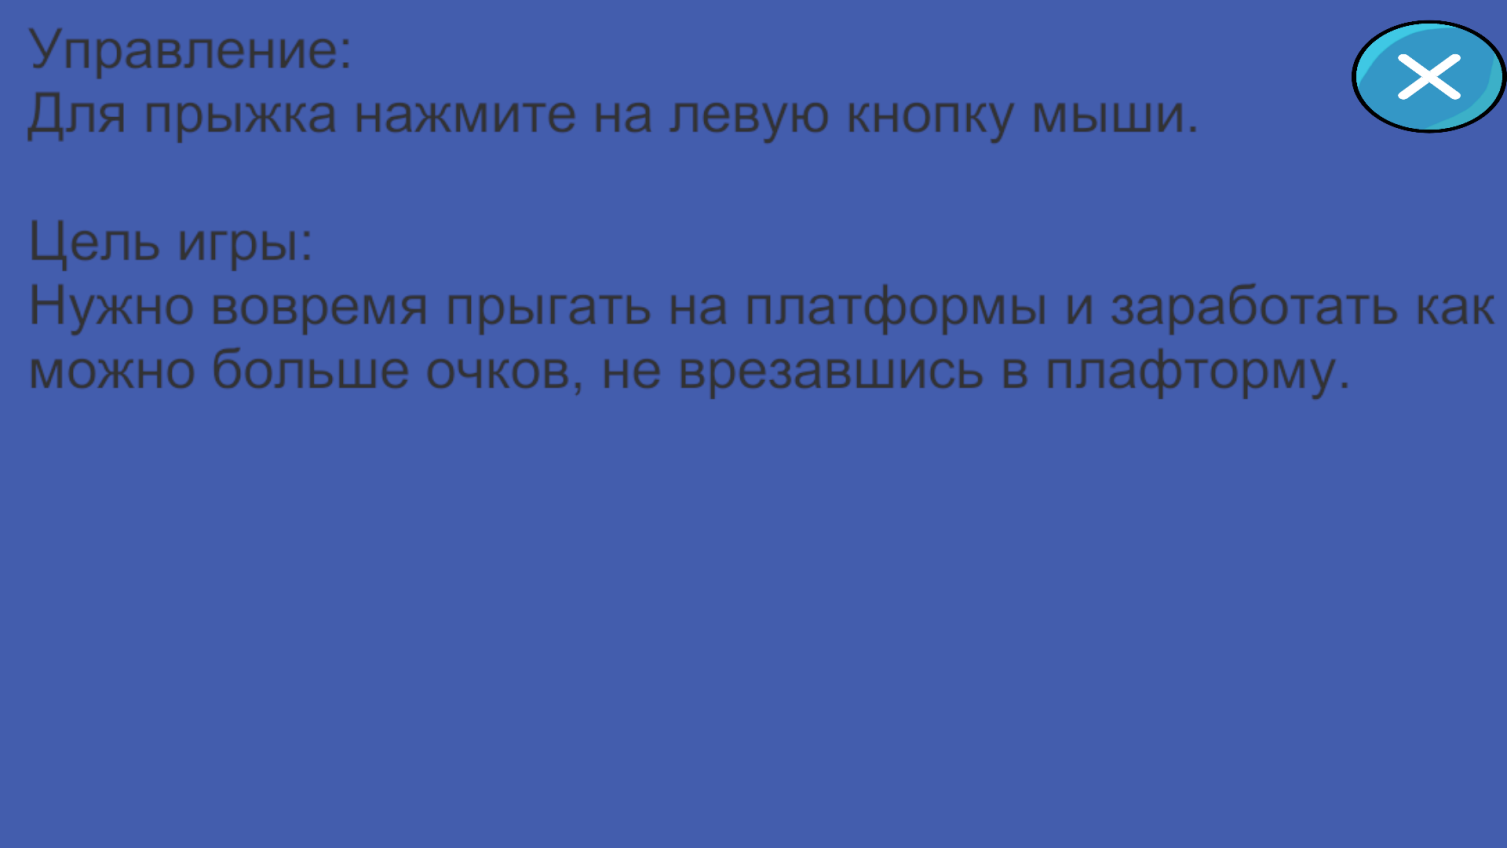 Управление:
Для прыжка нажмите на левую кнопку мыши.
Цель игры:
Нужно вовремя прыгать на платформы и заработать как
можно больше очков, не врезавшись в плафторму.